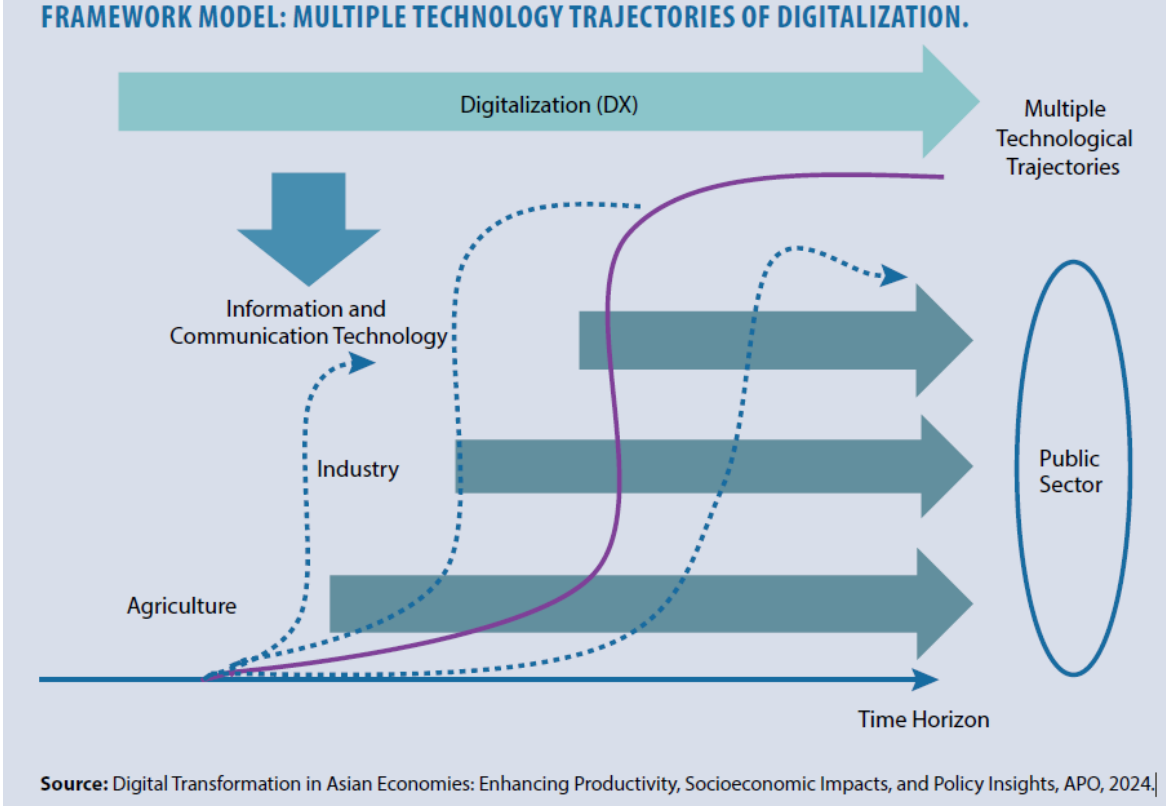 FRAMEWORK MODEL: MULTIPLE TECHNOLOGY TRAJECTORIES OF DIGITALIZATION.
Digitalization (DX)
Multiple
Technological
Trajectories
Information and
Communication Technology
Industry
Public
Sector
Agriculture
Time Horizon
Source: Digital Transformation in Asian Economies: Enhancing Productivity, Socioeconomic Impacts, and Policy Insights, APO, 2024.